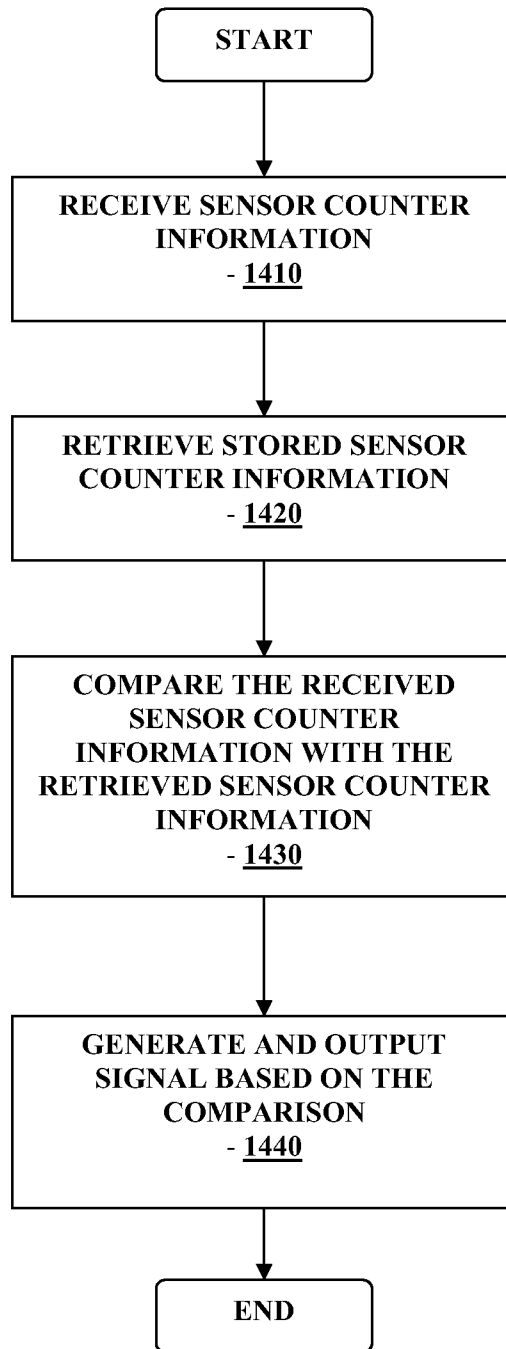 START
RECEIVE SENSOR COUNTER
INFORMATION
- 1410
RETRIEVE STORED SENSOR
COUNTER INFORMATION
- 1420
COMPARE THE RECEIVED
SENSOR COUNTER
INFORMATION WITH THE
RETRIEVED SENSOR COUNTER
INFORMATION
- 1430
GENERATE AND OUTPUT
SIGNAL BASED ON THE
COMPARISON
- 1440
END